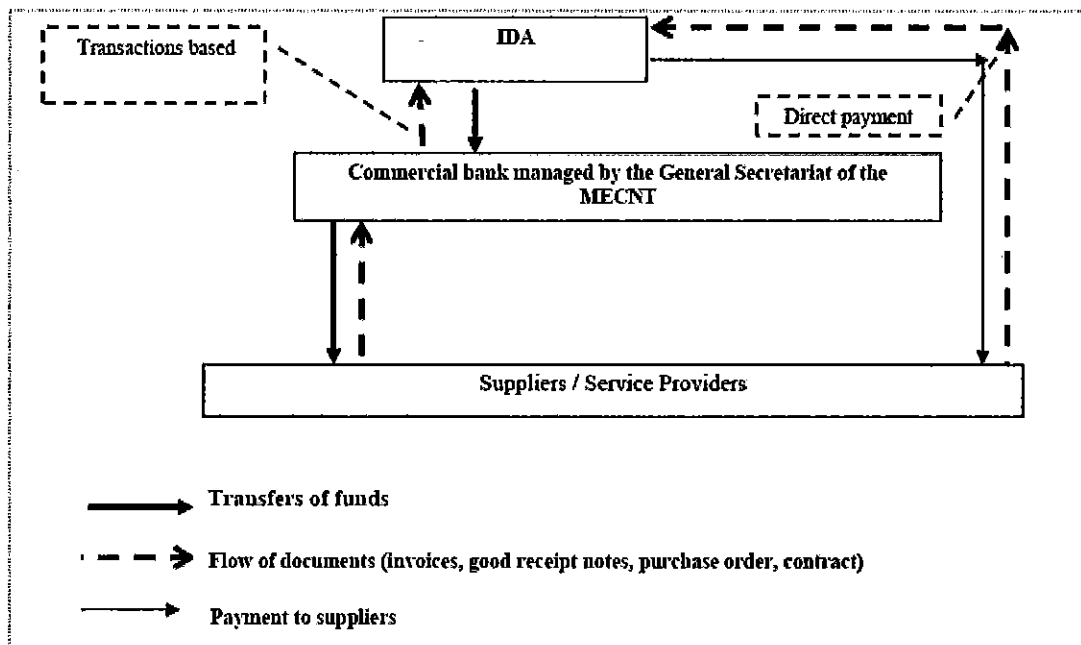 Transactions based
IDA
Direct payment
Commercial bank managed by the General Secretariat of the
MECNT
Suppliers / Service Providers
Transfers of funds
Flow of documents (invoices, good receipt notes, purchase order, contract)
Payment to suppliers